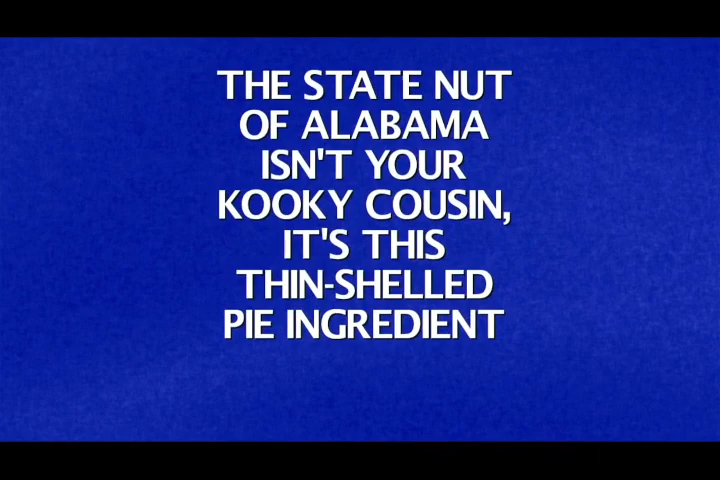 THE STATE NUT
OF ALABAMA
ISN'T YOUR
KOOKY COUSIN,
IT'S THIS
THIN-SHELLED
PIE INGREDIENT